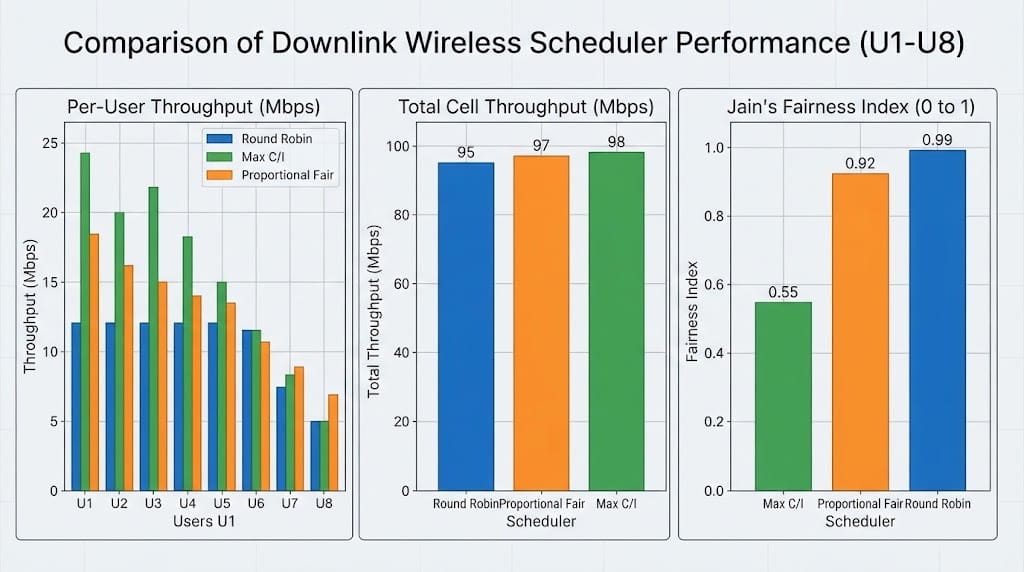 Comparison of Downlink Wireless Scheduler Performance (U1-U8)
Per-User Throughput (Mbps)
Throughput (Mbps)
25
20
15
10
5
0
Round Robin
Max C/I
Proportional Fair
U1 U2 U3 U4 U5 U6 U7 U8
Users U1
Total Cell Throughput (Mbps)
Total Throughput (Mbps)
100
80
60
40
20
0
95 97 98
Round Robin Proportional Fair Max C/I
Scheduler
Jain's Fairness Index (0 to 1)
Fairness Index
1.0
0.8
0.6
0.4
0.2
0.0
0.55 0.92 0.99
Max C/I Proportional Fair Round Robin
Scheduler